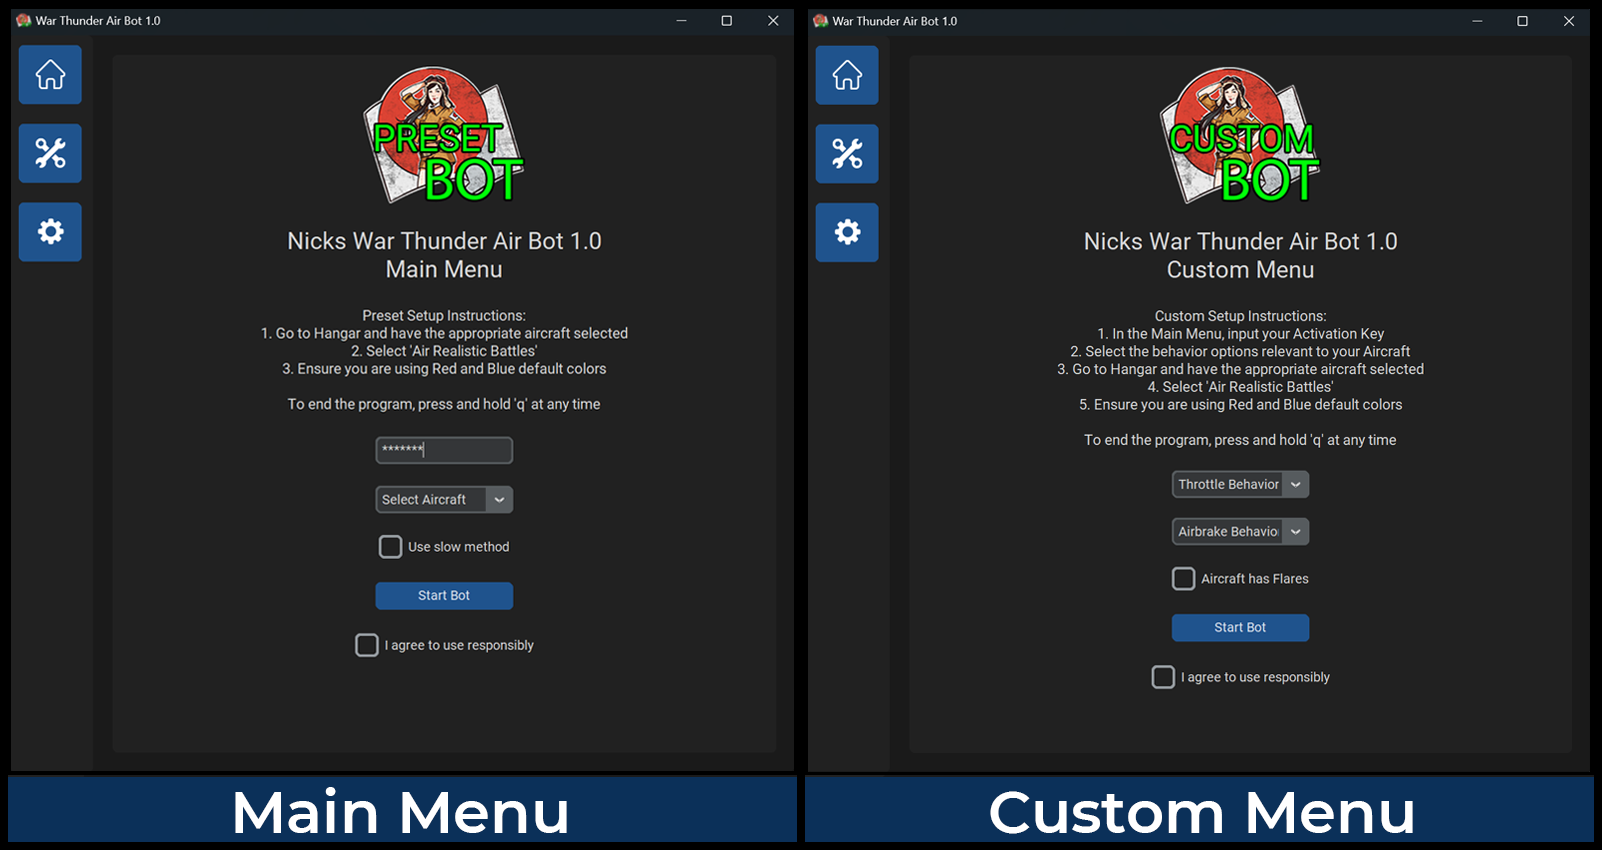 War Thunder Air Bot 1.0
PRESET
BOT
Nicks War Thunder Air Bot 1.0
Main Menu
Preset Setup Instructions:
1. Go to Hangar and have the appropriate aircraft selected
2. Select 'Air Realistic Battles'
3. Ensure you are using Red and Blue default colors
To end the program, press and hold 'q' at any time
*******
Select Aircraft
Use slow method
Start Bot
I agree to use responsibly
Main Menu
War Thunder Air Bot 1.0
CUSTOM
BOT
Nicks War Thunder Air Bot 1.0
Custom Menu
Custom Setup Instructions:
1. In the Main Menu, input your Activation Key
2. Select the behavior options relevant to your Aircraft
3. Go to Hangar and have the appropriate aircraft selected
4. Select 'Air Realistic Battles'
5. Ensure you are using Red and Blue default colors
To end the program, press and hold 'q' at any time
Throttle Behavior
Airbrake Behavio
Aircraft has Flares
Start Bot
I agree to use responsibly
Custom Menu